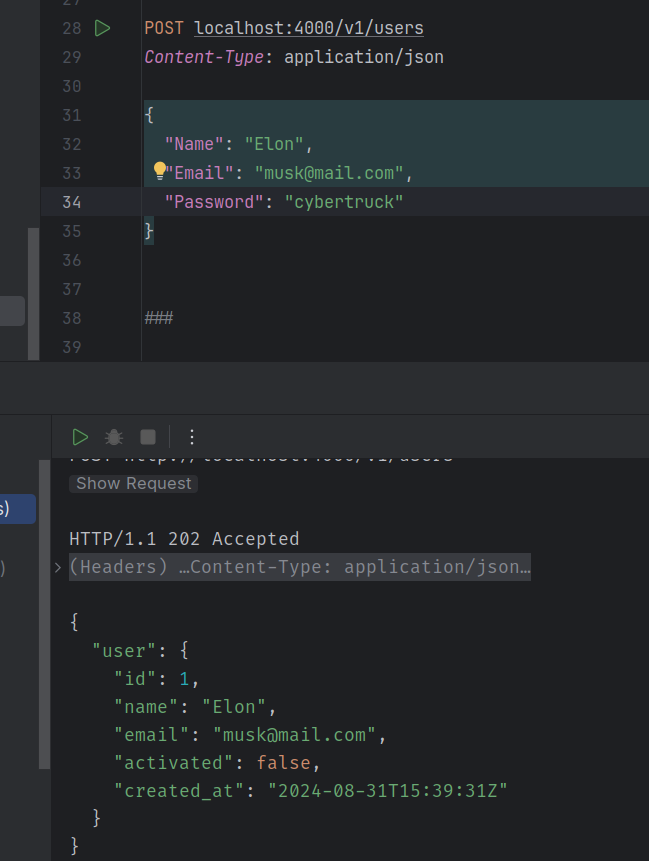 28 POST localhost:4000/v1/users
29 Content-Type: application/json
30
31 {
32 "Name": "Elon",
33 "Email": "musk@mail.com",
34 "Password": "cybertruck"
35 }
36
37
38 ###
39
Show Request
s)
HTTP/1.1 202 Accepted
)
(Headers) …Content-Type: application/json…
{
"user": {
"id": 1,
"name": "Elon",
"email": "musk@mail.com",
"activated": false,
"created_at": "2024-08-31T15:39:31Z"
}
}